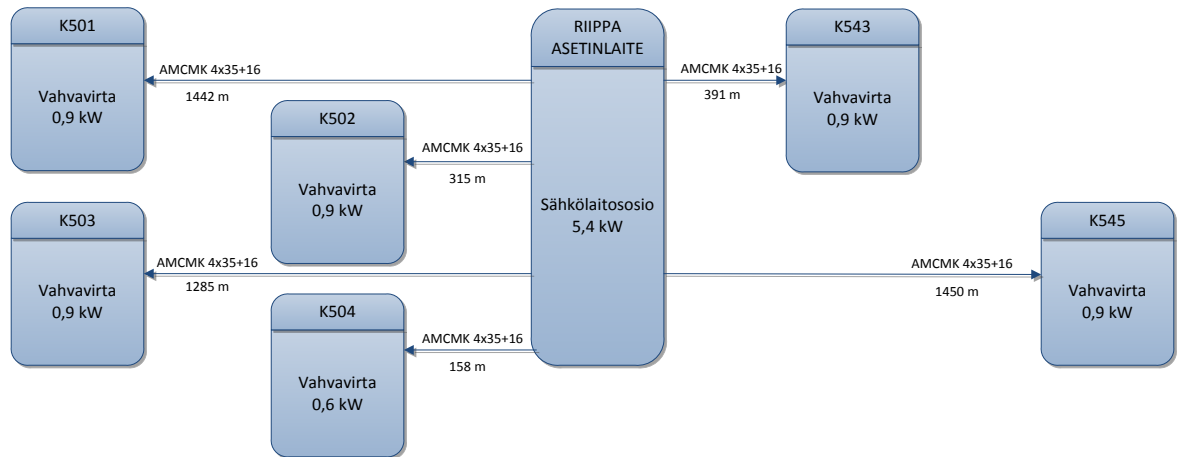 K501
Vahvavirta
0,9 kW
AMCMK 4x35+16
1442 m
K502
Vahvavirta
0,9 kW
AMCMK 4x35+16
315 m
K503
Vahvavirta
0,9 kW
AMCMK 4x35+16
1285 m
K504
Vahvavirta
0,6 kW
AMCMK 4x35+16
158 m
RIIPPA
ASETINLAITE
Sähkölaitososio
5,4 kW
AMCMK 4x35+16
391 m
K543
Vahvavirta
0,9 kW
AMCMK 4x35+16
1450 m
K545
Vahvavirta
0,9 kW